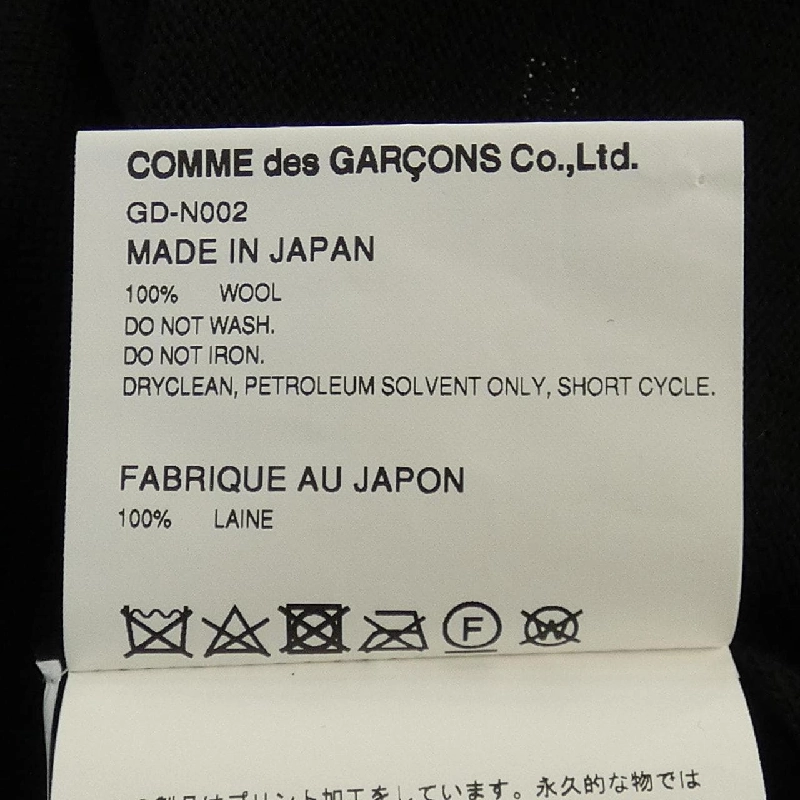 COMME des GARÇONS Co.,Ltd.
GD-N002
MADE IN JAPAN
100% WOOL
DO NOT WASH.
DO NOT IRON.
DRYCLEAN, PETROLEUM SOLVENT ONLY, SHORT CYCLE.
FABRIQUE AU JAPON
100% LAINE
F W
製品はプリント加工をしています。永久的な物では